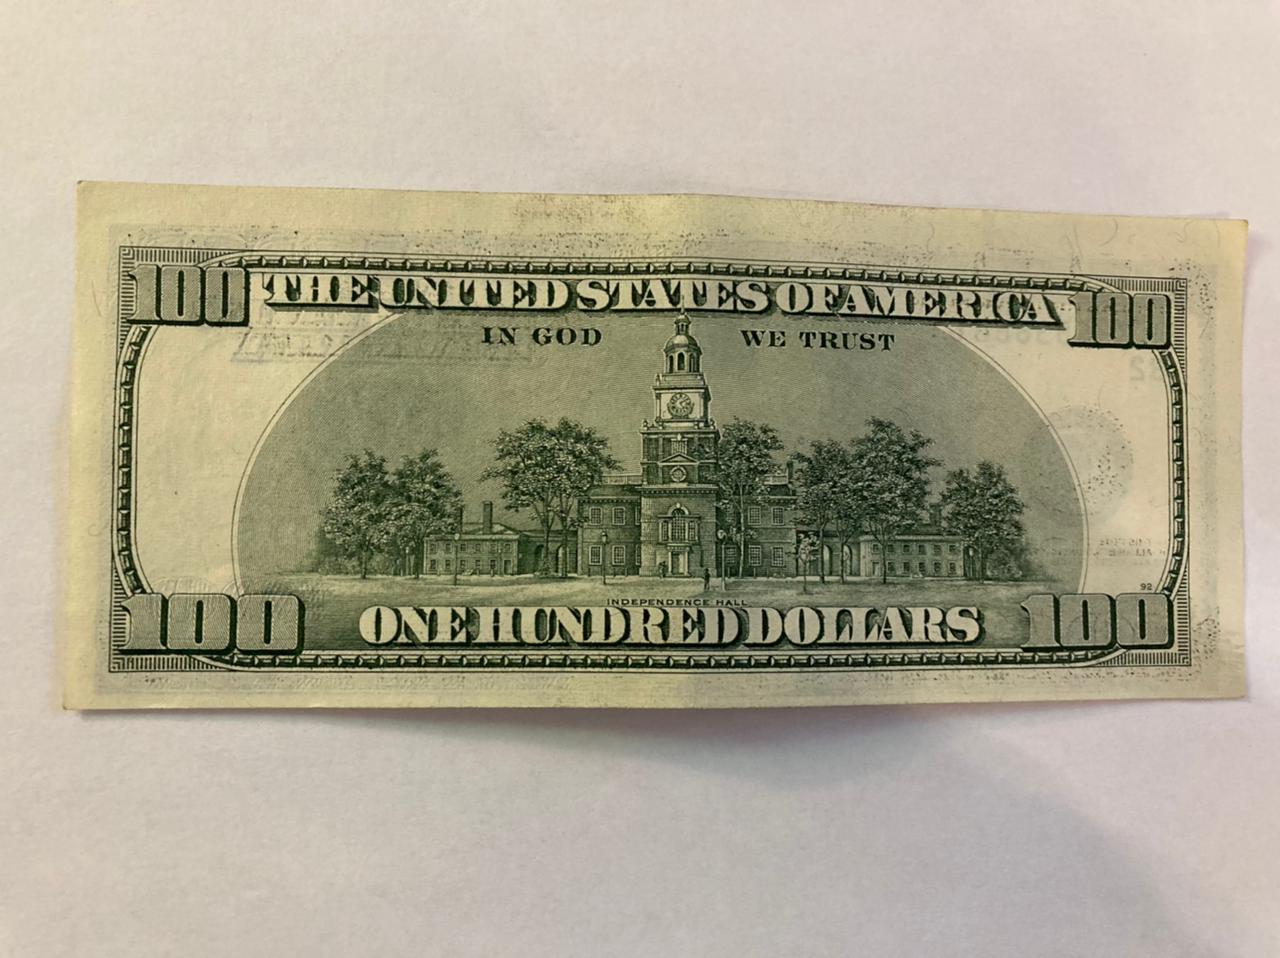 100 THE UNITED STATES OF AMERICA 100
IN GOD WE TRUST
92
INDEPENDENCE HALL
100 ONE HUNDRED DOLLARS 100